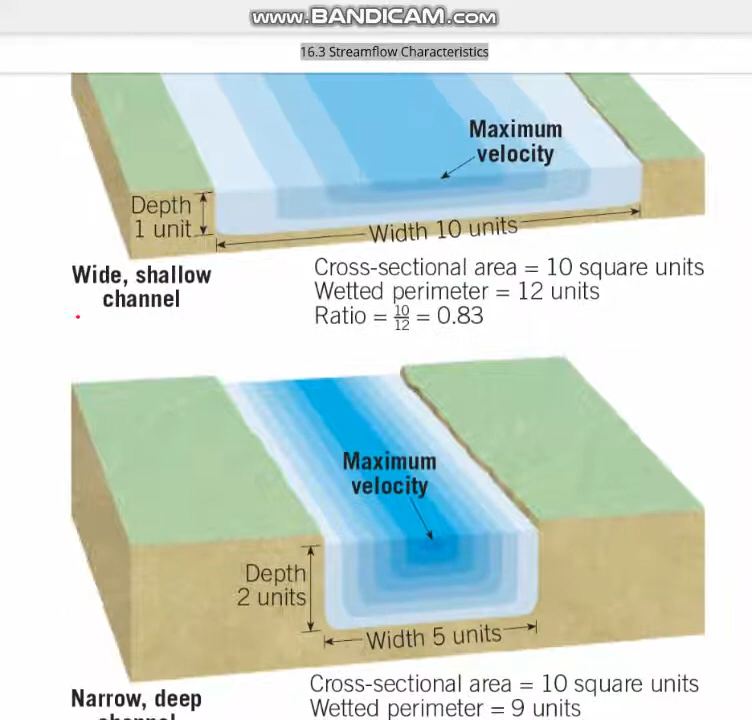 www.BANDICAM.com
16.3 Streamflow Characteristics
Maximum
velocity
Depth
1 unit
Width 10 units
Wide, shallow
channel
Cross-sectional area = 10 square units
Wetted perimeter = 12 units
Ratio = 10/12 = 0.83
Maximum
velocity
Depth
2 units
Width 5 units
Narrow, deep
channel
Cross-sectional area = 10 square units
Wetted perimeter = 9 units